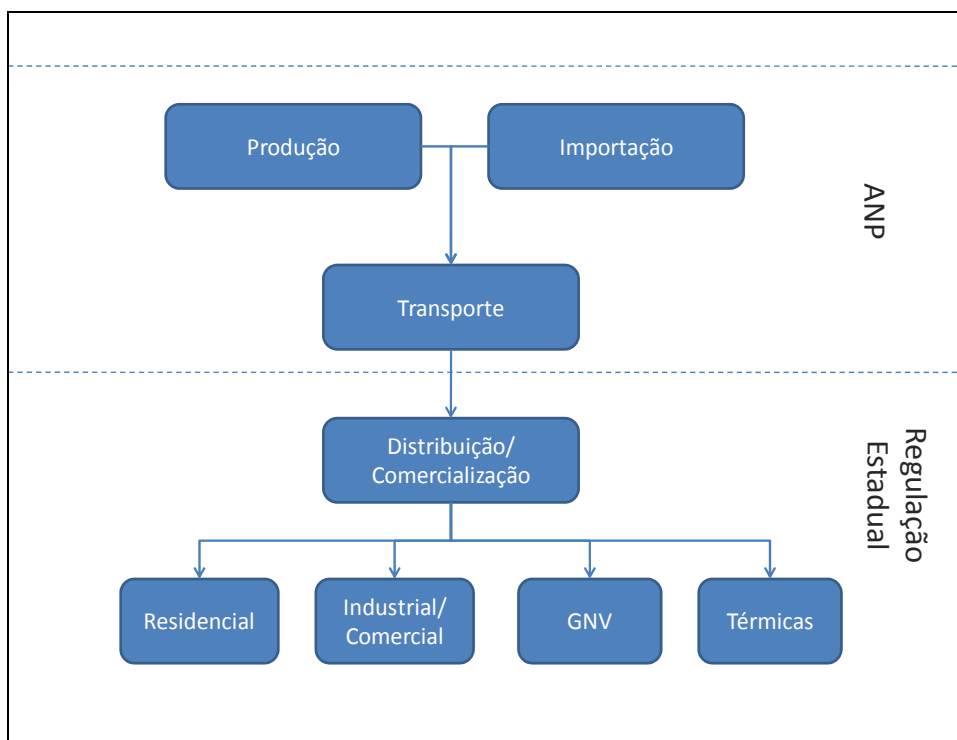 Produção
Importação
ANP
Transporte
Distribuição/
Comercialização
Regulação
Estadual
Residencial
Industrial/
Comercial
GNV
Térmicas